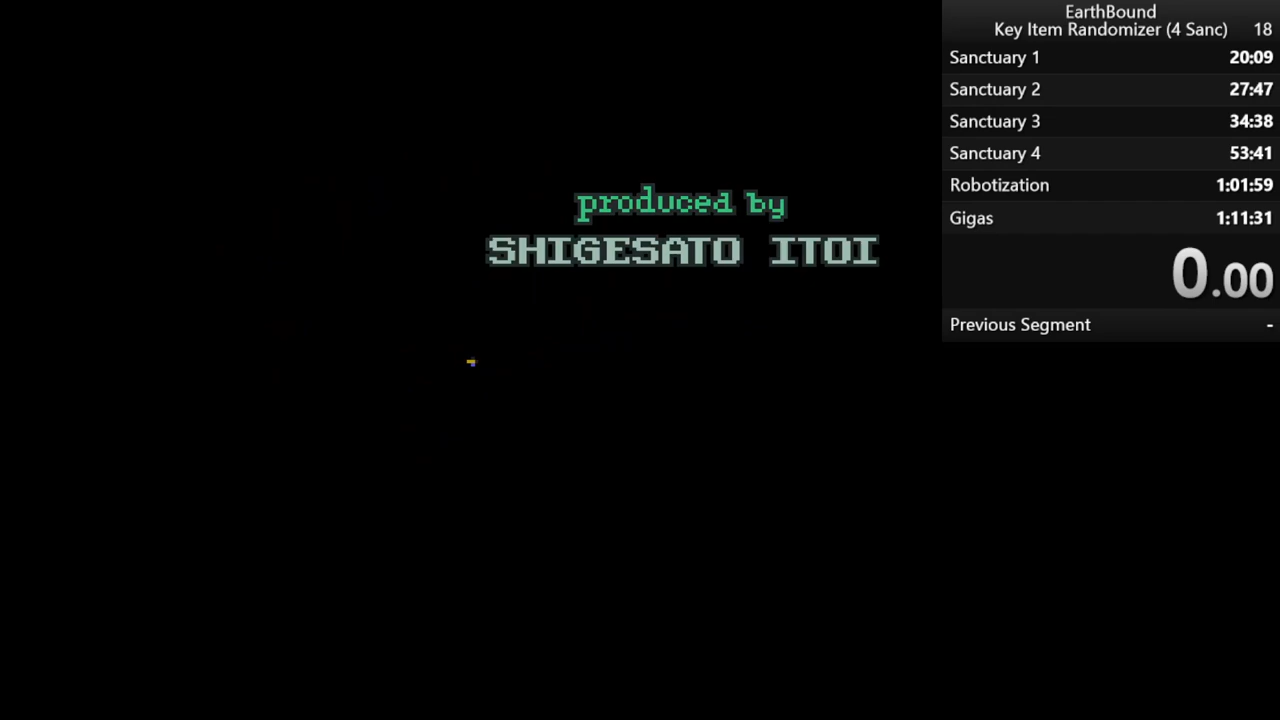 produced by
SHIGESATO ITOI
EarthBound
Key Item Randomizer (4 Sanc) 18
Sanctuary 1 20:09
Sanctuary 2 27:47
Sanctuary 3 34:38
Sanctuary 4 53:41
Robotization 1:01:59
Gigas 1:11:31
0.00
Previous Segment -